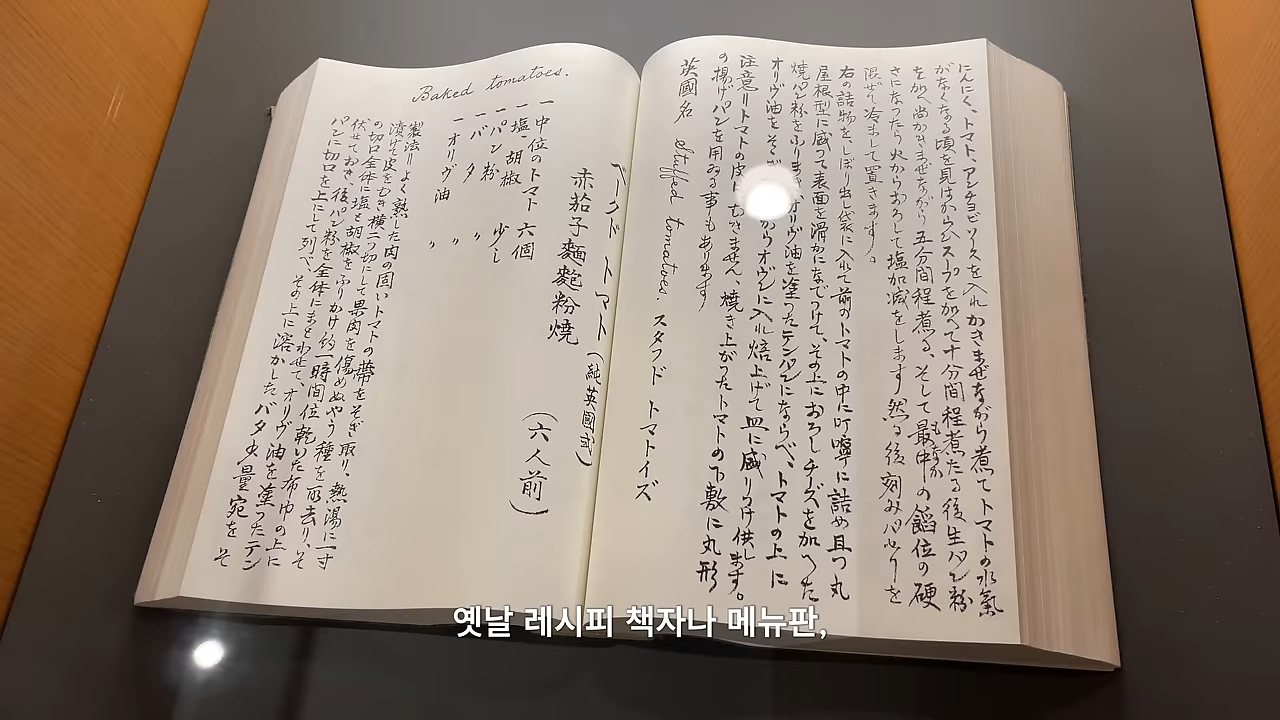 にんにく、トマト、アンチョビソースを入れ かきまぜながら煮て トマトの水氣
がなくなる頃を見はからい スープを加へて十分間程煮たる後生パン粉
を加へ尚かきまぜながら 五分間程煮る、そして最中の餡位の硬
さになったら火からおろして塩加減をします 然る後 刻みパセリーを
混ぜて冷まして置きます。
右の詰物をしぼり出し袋に入れて前のトマトの中に叮嚀に詰め且つ丸
屋根型に盛って表面を滑かになでつけて その上におろしチーズを加へた
焼パン粉をふり オリヴ油を塗ったテンパンにならべ、トマトの上に
オリヴ油を からオヴンに入れ焙上げて皿に盛りつけ供します。
注意＝トマトの皮は むきません、焼き上がったトマトの下敷に丸形
の揚げパンを用ゐる事もあります。
英國名 stuffed tomatoes. スタフド トマトイズ
ベークド トマト (純英國式)
赤茄子麵麭粉焼 (六人前)
Baked tomatoes.
一 中位のトマト 六個
一 塩 胡椒 少し
一 パン粉 〃
一 バタ 〃
一 オリヴ油 〃
製法＝よく熟した肉の固いトマトの蔕をそぎ取り、熱湯に一寸
漬けて皮をむき横二つ切にして果肉を傷めぬやう 種を取去り、そ
の切口全体に塩を胡椒をふりかけ約一時間位乾いた布巾の上に
伏せておき、後パン粉を全体にまとわせて、オリヴ油を塗ったテン
パンに切口を上にして列べ、その上に溶かしたバタ少量宛をそそ
옛날 레시피 책자나 메뉴판,